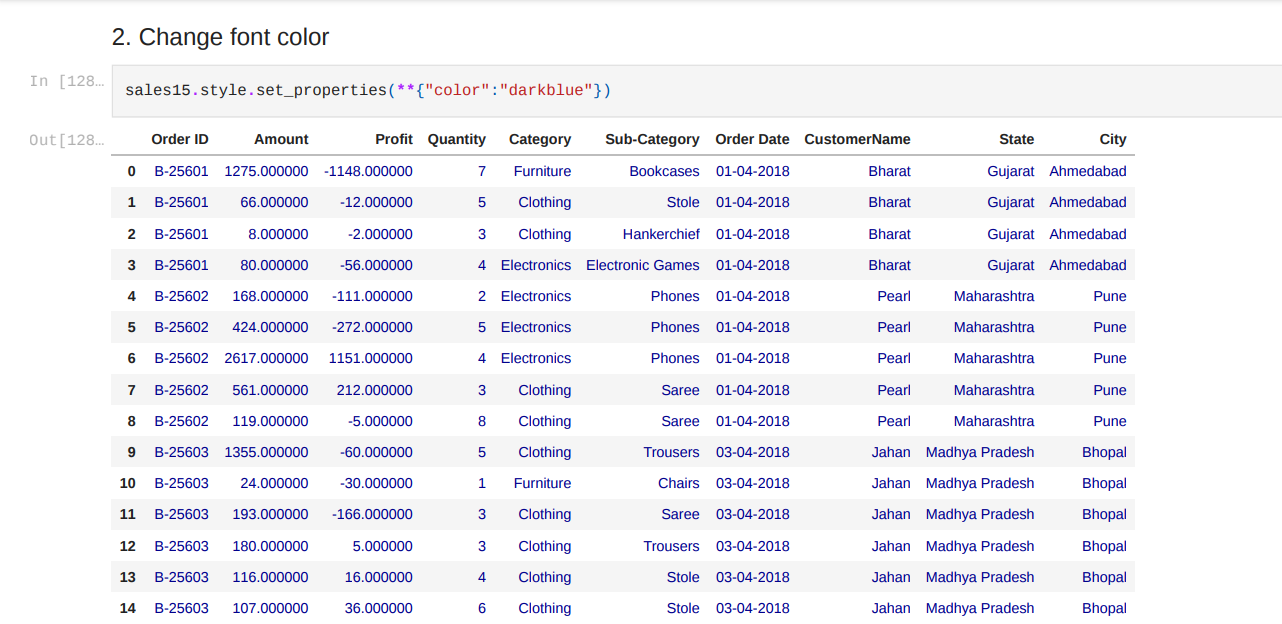 2. Change font color
In [128…
sales15.style.set_properties(**{"color":"darkblue"})
Out[128…
Order ID Amount Profit Quantity Category Sub-Category Order Date CustomerName State City
0 B-25601 1275.000000 -1148.000000 7 Furniture Bookcases 01-04-2018 Bharat Gujarat Ahmedabad
1 B-25601 66.000000 -12.000000 5 Clothing Stole 01-04-2018 Bharat Gujarat Ahmedabad
2 B-25601 8.000000 -2.000000 3 Clothing Hankerchief 01-04-2018 Bharat Gujarat Ahmedabad
3 B-25601 80.000000 -56.000000 4 Electronics Electronic Games 01-04-2018 Bharat Gujarat Ahmedabad
4 B-25602 168.000000 -111.000000 2 Electronics Phones 01-04-2018 Pearl Maharashtra Pune
5 B-25602 424.000000 -272.000000 5 Electronics Phones 01-04-2018 Pearl Maharashtra Pune
6 B-25602 2617.000000 1151.000000 4 Electronics Phones 01-04-2018 Pearl Maharashtra Pune
7 B-25602 561.000000 212.000000 3 Clothing Saree 01-04-2018 Pearl Maharashtra Pune
8 B-25602 119.000000 -5.000000 8 Clothing Saree 01-04-2018 Pearl Maharashtra Pune
9 B-25603 1355.000000 -60.000000 5 Clothing Trousers 03-04-2018 Jahan Madhya Pradesh Bhopal
10 B-25603 24.000000 -30.000000 1 Furniture Chairs 03-04-2018 Jahan Madhya Pradesh Bhopal
11 B-25603 193.000000 -166.000000 3 Clothing Saree 03-04-2018 Jahan Madhya Pradesh Bhopal
12 B-25603 180.000000 5.000000 3 Clothing Trousers 03-04-2018 Jahan Madhya Pradesh Bhopal
13 B-25603 116.000000 16.000000 4 Clothing Stole 03-04-2018 Jahan Madhya Pradesh Bhopal
14 B-25603 107.000000 36.000000 6 Clothing Stole 03-04-2018 Jahan Madhya Pradesh Bhopal